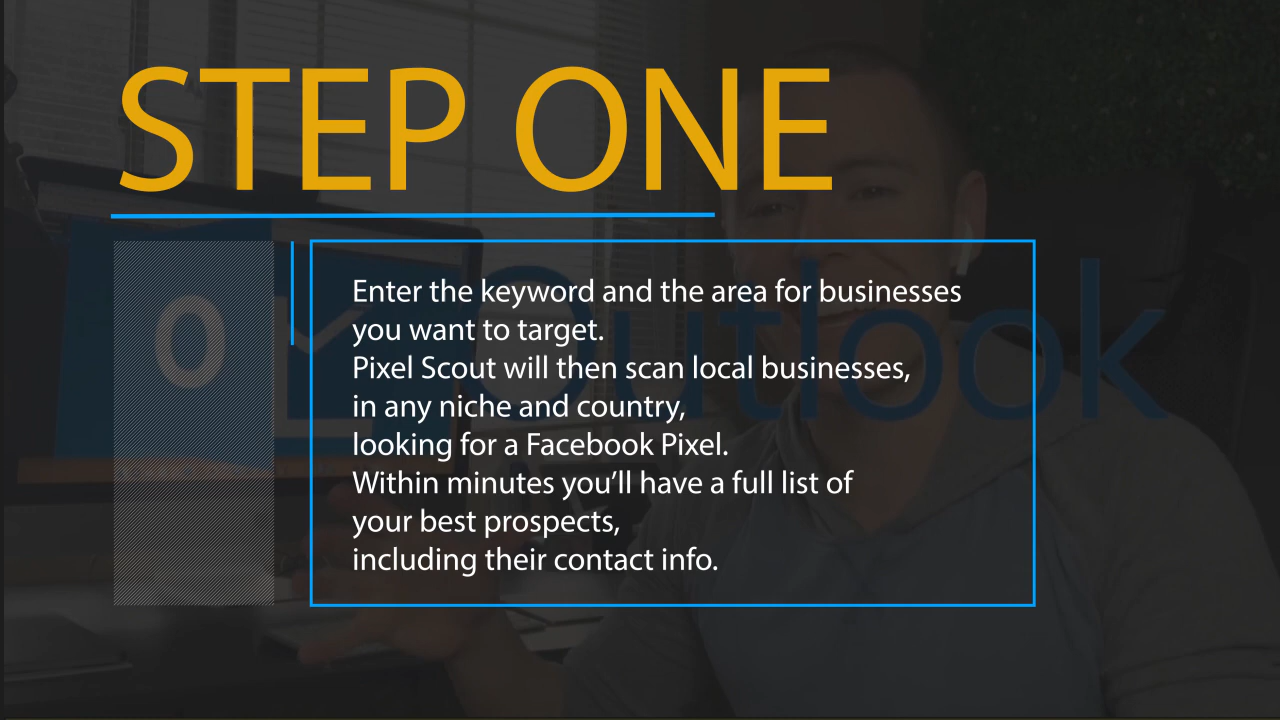 STEP ONE
Enter the keyword and the area for businesses
you want to target.
Pixel Scout will then scan local businesses,
in any niche and country,
looking for a Facebook Pixel.
Within minutes you’ll have a full list of
your best prospects,
including their contact info.
O
Outlook